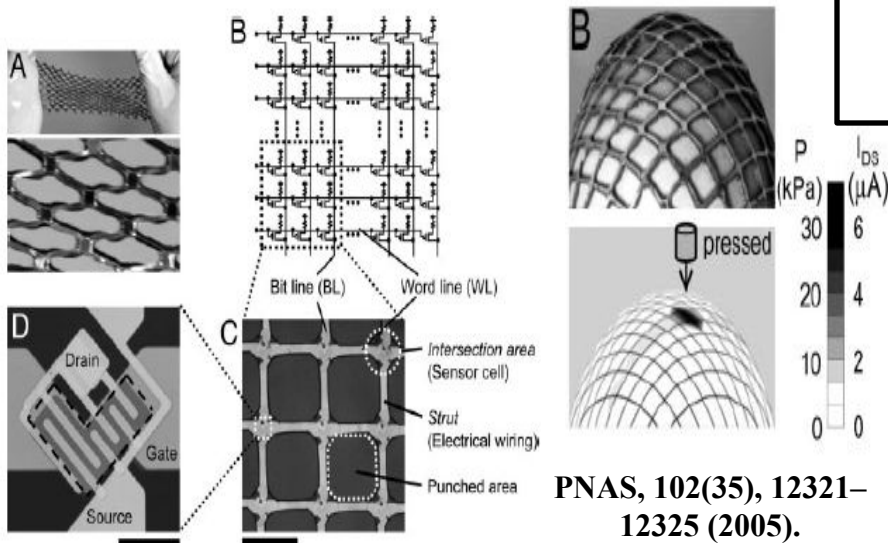 A
B
Bit line (BL)
Word line (WL)
D
Drain
Gate
Source
C
Intersection area
(Sensor cell)
Strut
(Electrical wiring)
Punched area
B
P
(kPa)
I_DS
(μA)
30
20
10
0
6
4
2
0
pressed
PNAS, 102(35), 12321–
12325 (2005).